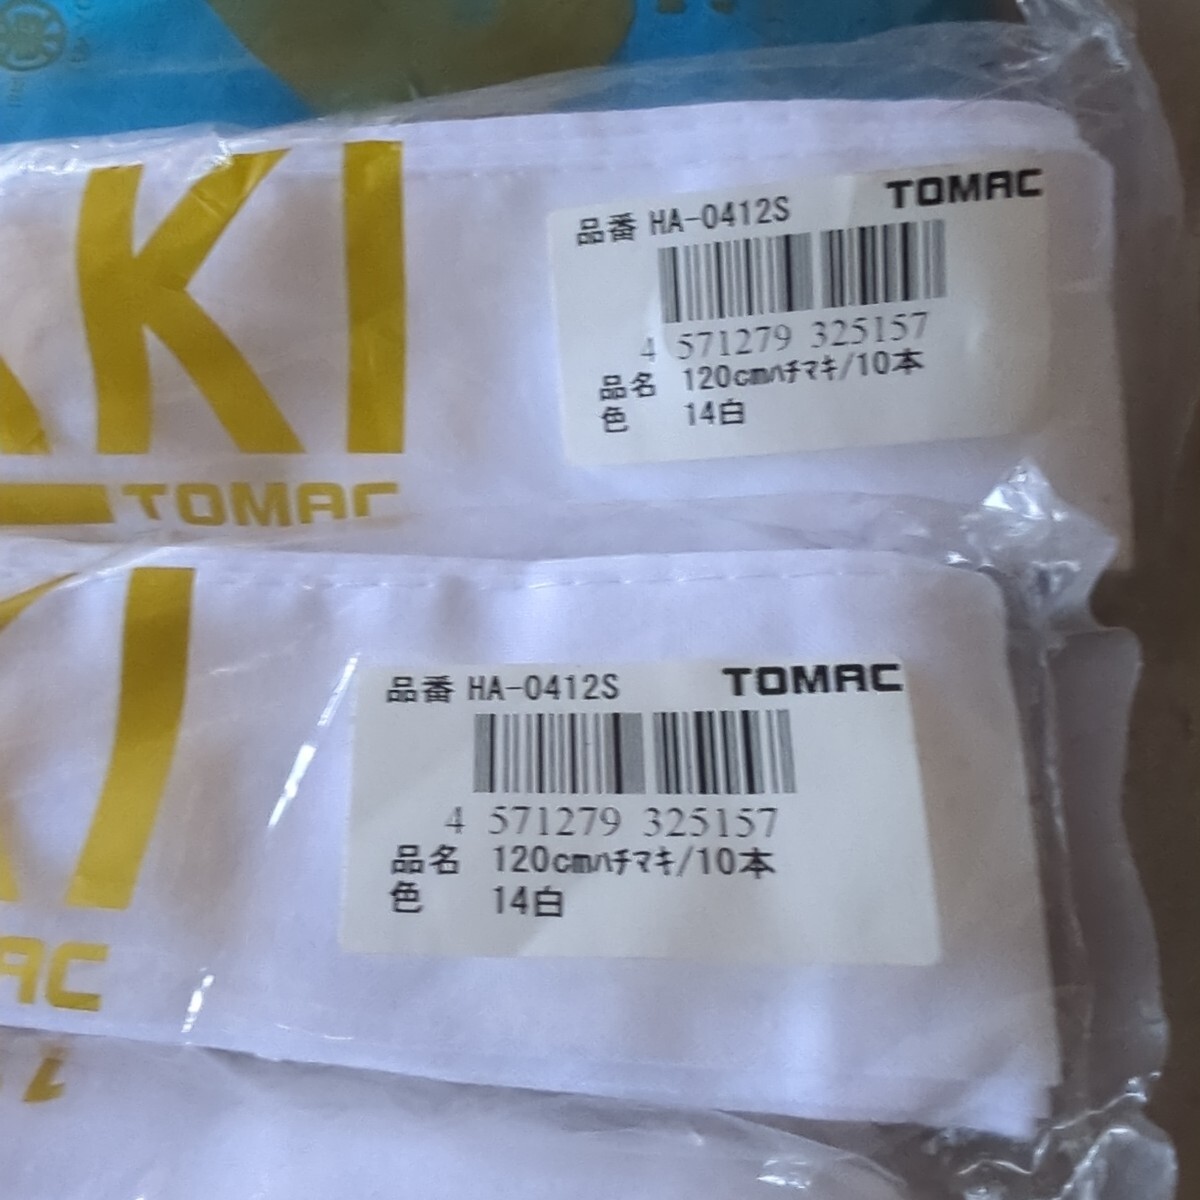 KI
TOMAC
品番 HA-0412S
TOMAC
4 571279 325157
品名 120cmﾊﾁﾏｷ/10本
色 14白
KI
AC
品番 HA-0412S
TOMAC
4 571279 325157
品名 120cmﾊﾁﾏｷ/10本
色 14白